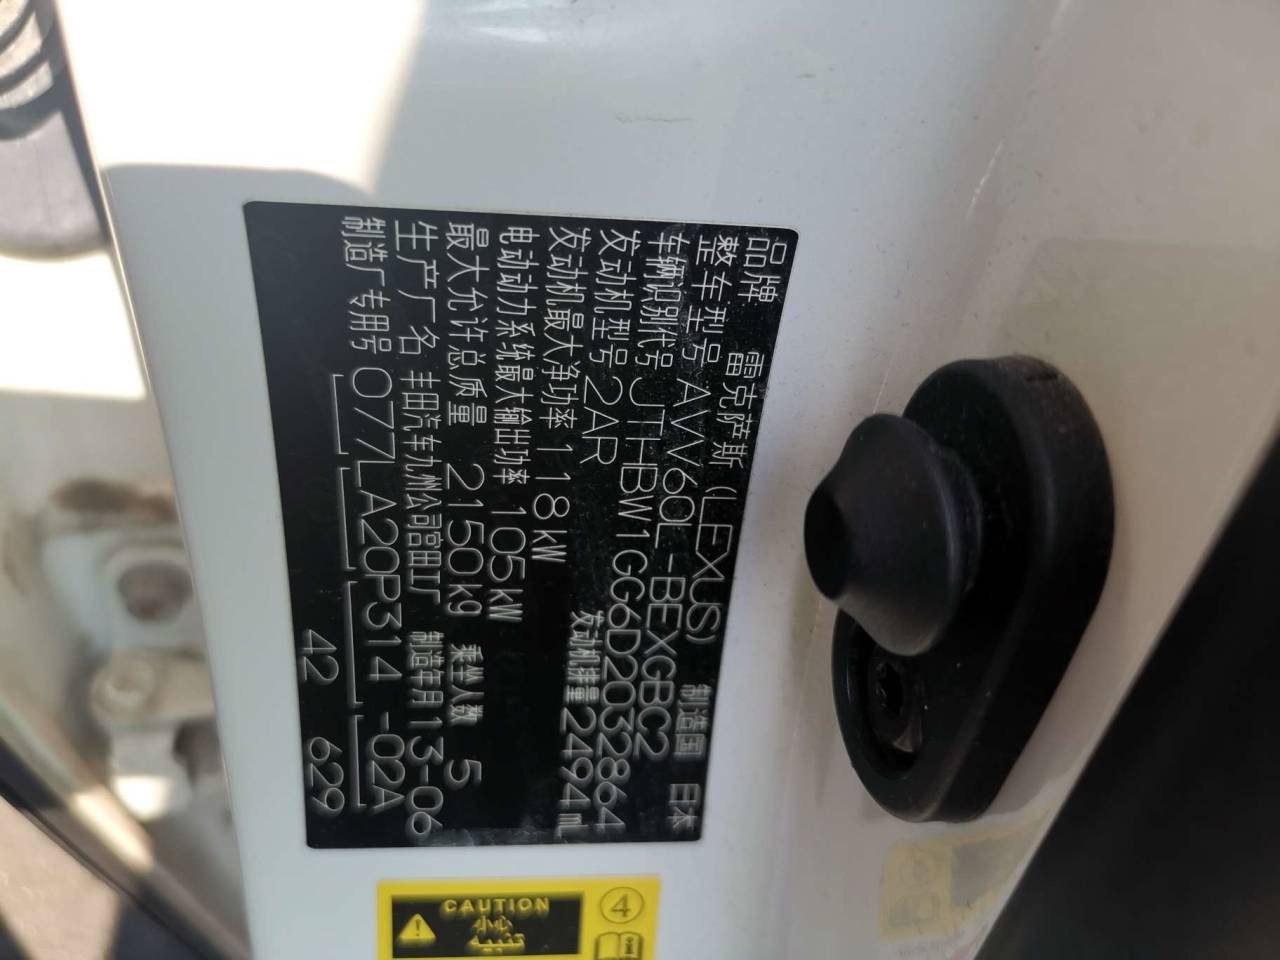 品牌 雷克萨斯 (LEXUS) 制造国 日本
整车型号 AVV60L-BEXGBC2
车辆识别代号 JTHBW1GG6D2032864
发动机型号 2AR 发动机排量 2494mL
发动机最大净功率 118kW
电动动力系统最大输出功率 105kW
最大允许总质量 2150kg 乘坐人数 5
生产厂名 丰田汽车九州公司宫田工厂 制造年月 13-06
制造厂专用号 077LA20P314-02A
42 629
CAUTION
小心
4
i